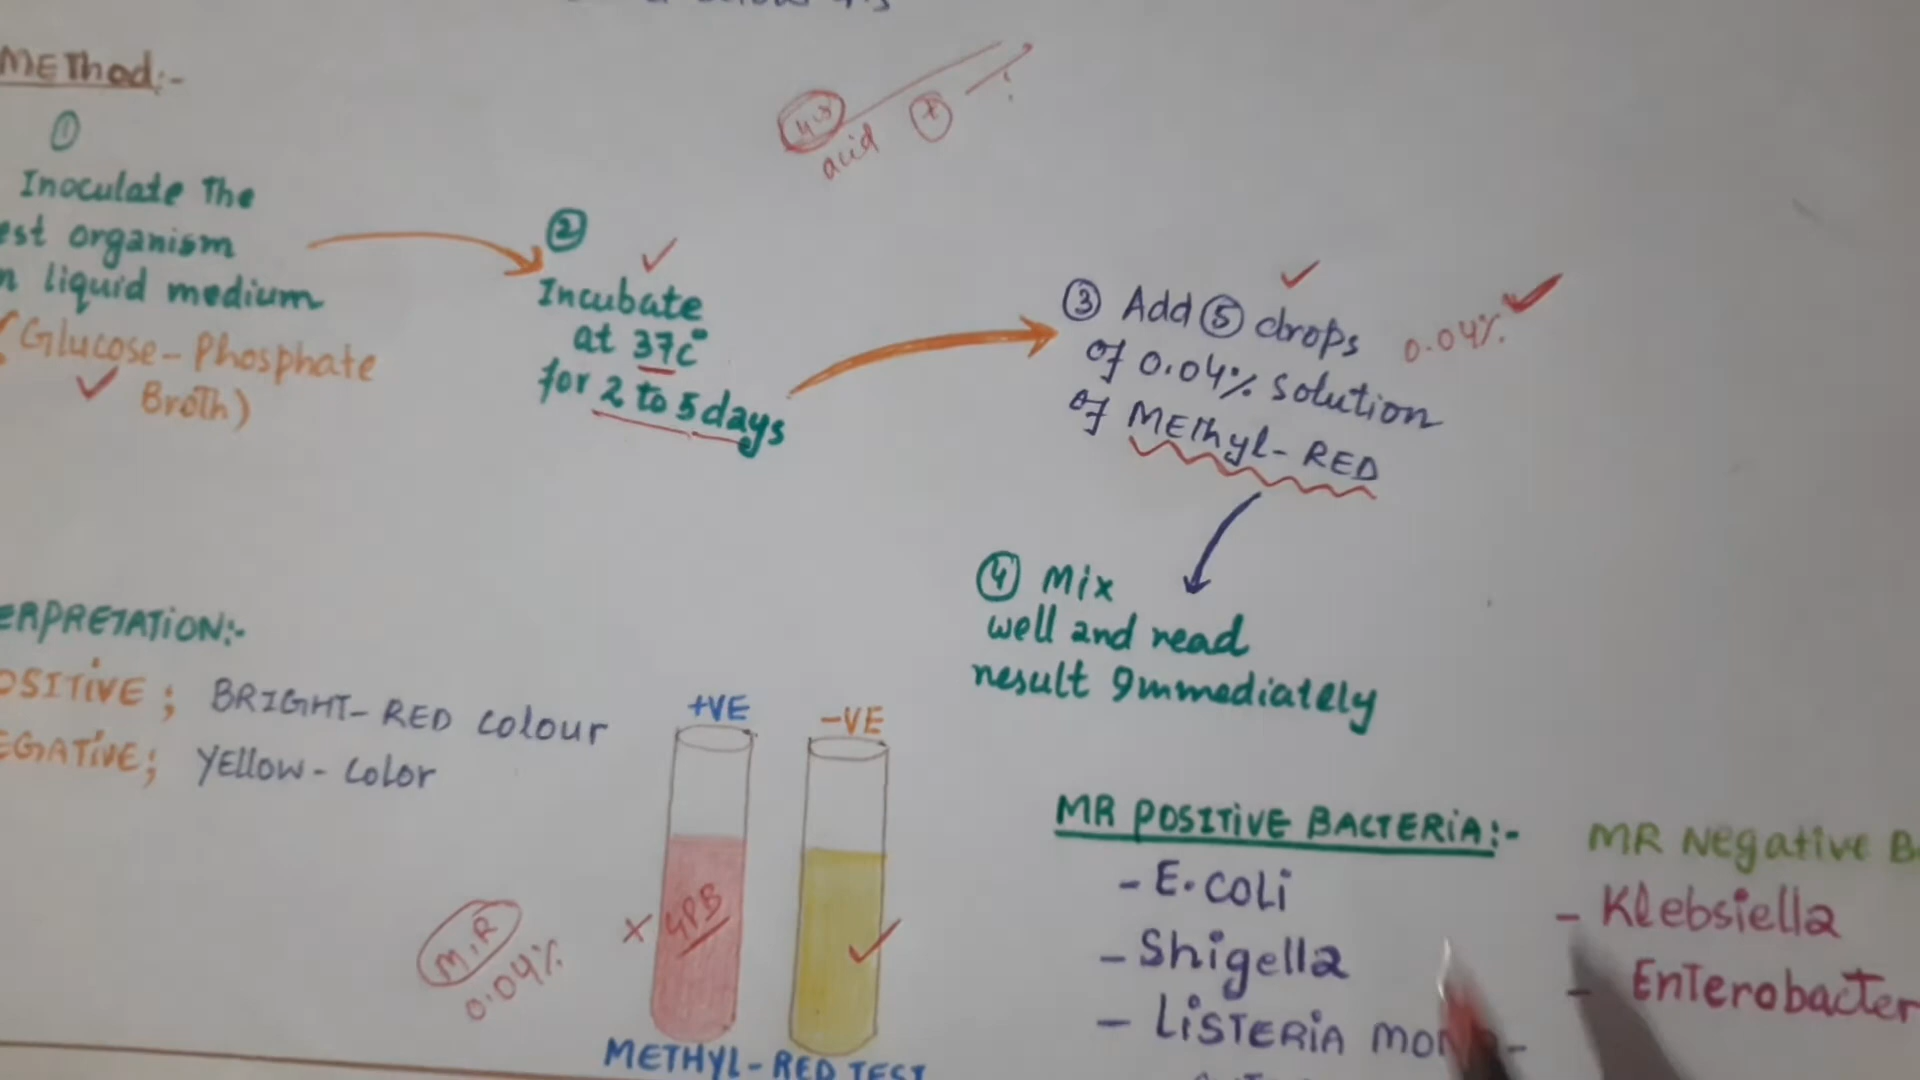 METhod:-
①
Inoculate The
est organism
n liquid medium
(Glucose-Phosphate
Broth)
acid +
②
Incubate
at 37c°
for 2 to 5 days
③ Add ⑤ drops
of 0.04% solution
of METhyl-RED
0.04%
④ Mix
well and read
result Immediately
ERPRETATiON:-
OSITIVE; BRIGHT-RED colour
EGATIVE; YEllow-color
+VE
-VE
GPB
M.R
0.04%
METHYL-RED TEST
MR POSITIVE BACTERIA:-
- E.coli
- Shigella
- LiSTERIA mon
MR Negative B
- Klebsiella
- EnTerobacter